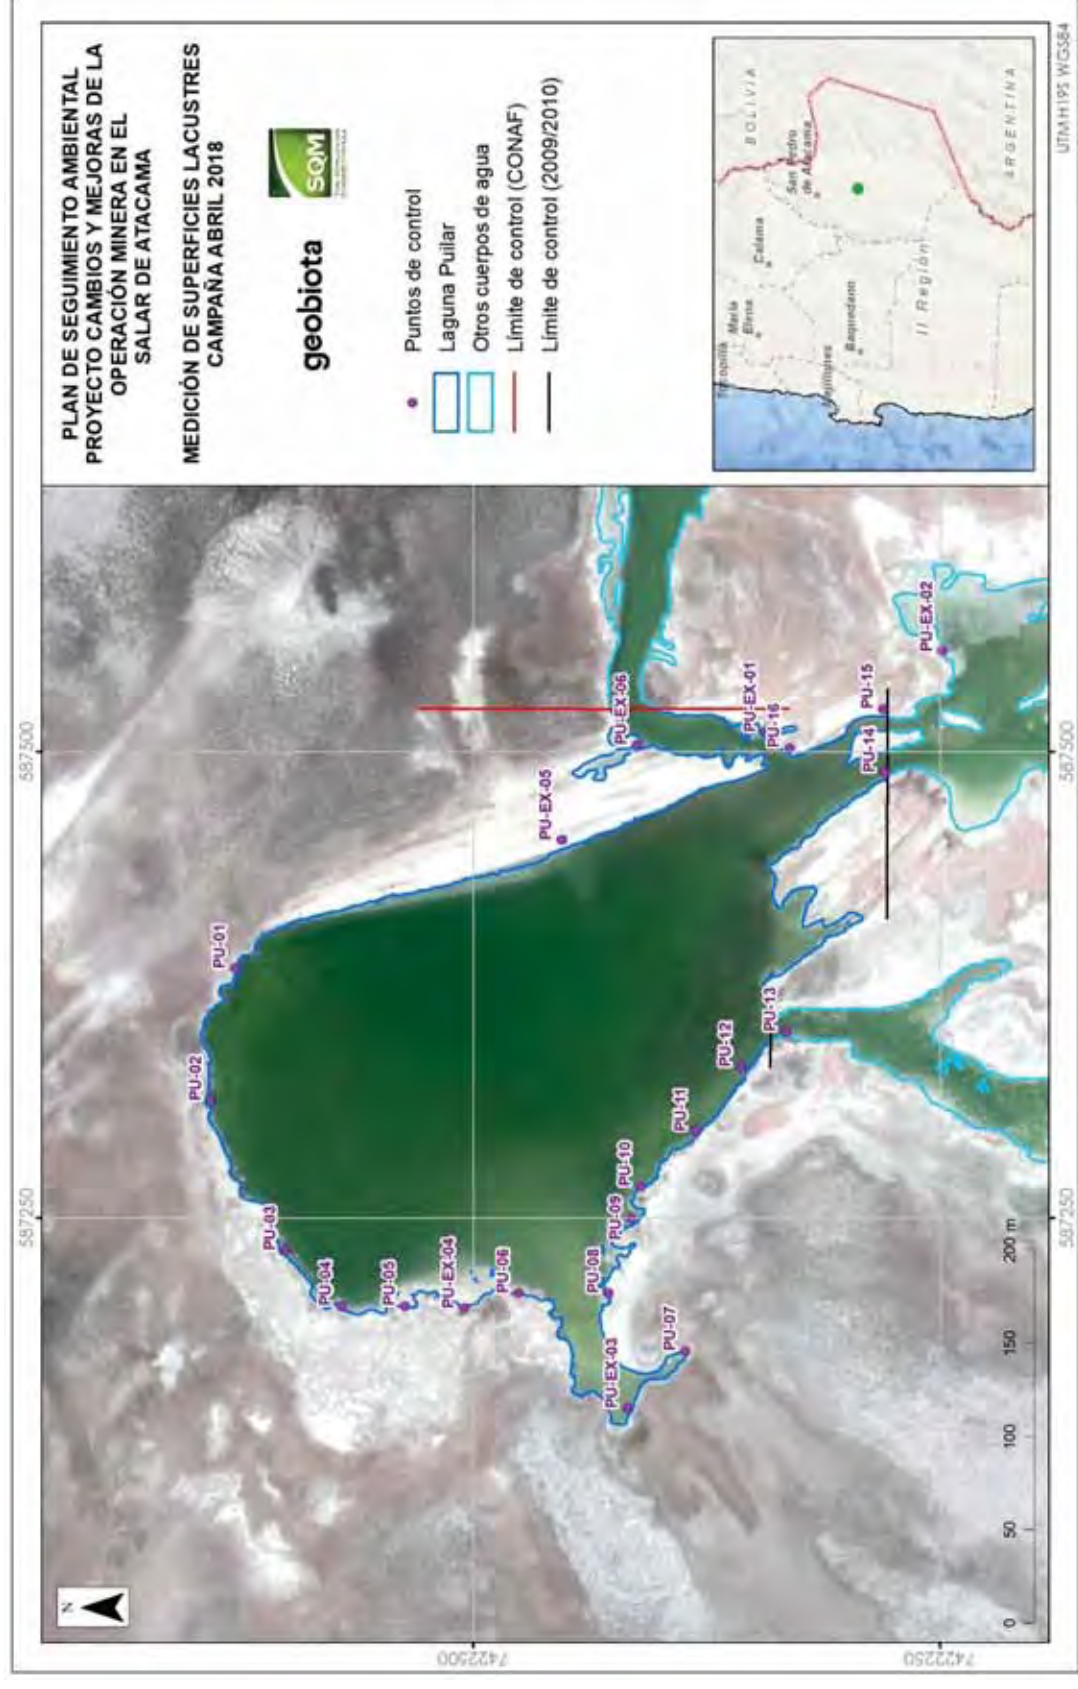 PLAN DE SEGUIMIENTO AMBIENTAL
PROYECTO CAMBIOS Y MEJORAS DE LA
OPERACIÓN MINERA EN EL
SALAR DE ATACAMA
MEDICIÓN DE SUPERFICIES LACUSTRES
CAMPAÑA ABRIL 2018
geobiota
SQM
Puntos de control
Laguna Puilar
Otros cuerpos de agua
Límite de control (CONAF)
Límite de control (2009/2010)
BOLIVIA
ARGENTINA
San Pedro
de Atacama
Calama
María
Elena
Baquedano
II Región
UTM H19S WGS84
N
587250
587500
587250
587500
7422500
7422250
PU-01
PU-02
PU-03
PU-04
PU-05
PU-EX-04
PU-06
PU-EX-03
PU-07
PU-08
PU-09
PU-10
PU-11
PU-12
PU-13
PU-14
PU-15
PU-16
PU-EX-01
PU-EX-02
PU-EX-05
PU-EX-06
0
50
100
150
200 m